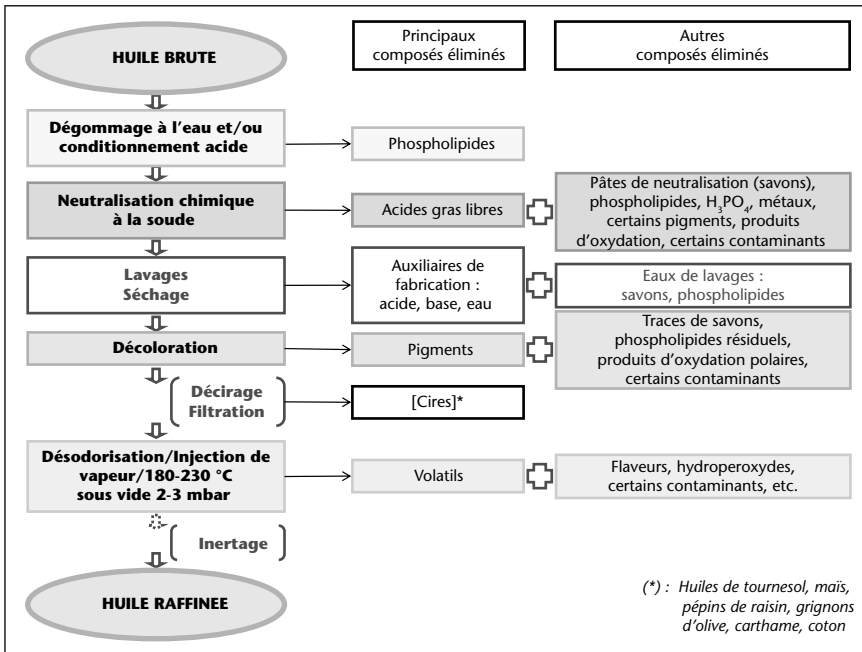 HUILE BRUTE
Principaux
composés éliminés
Autres
composés éliminés
Dégommage à l'eau et/ou
conditionnement acide
Phospholipides
Neutralisation chimique
à la soude
Acides gras libres
Pâtes de neutralisation (savons),
phospholipides, H₃PO₄, métaux,
certains pigments, produits
d'oxydation, certains contaminants
Lavages
Séchage
Auxiliaires de
fabrication :
acide, base, eau
Eaux de lavages :
savons, phospholipides
Décoloration
Pigments
Traces de savons,
phospholipides résiduels,
produits d'oxydation polaires,
certains contaminants
Décirage
Filtration
[Cires]*
Désodorisation/Injection de
vapeur/180-230 °C
sous vide 2-3 mbar
Volatils
Flaveurs, hydroperoxydes,
certains contaminants, etc.
Inertage
HUILE RAFFINEE
(*) : Huiles de tournesol, maïs,
pépins de raisin, grignons
d'olive, carthame, coton